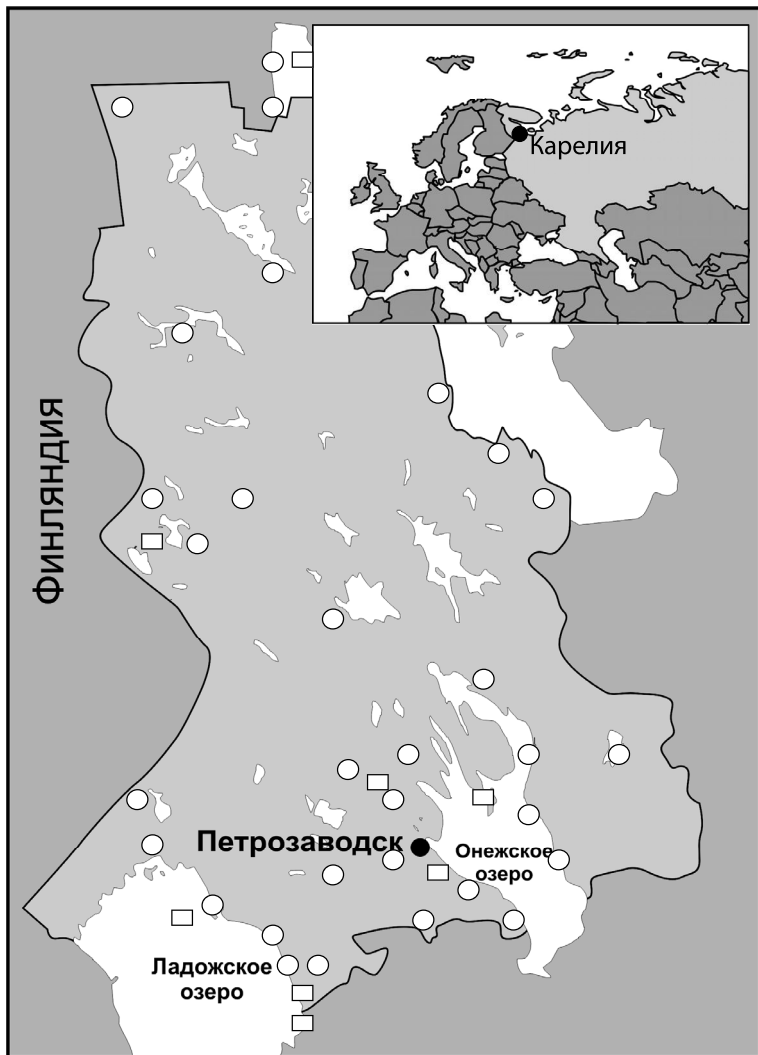 Карелия
ФИНЛЯНДИЯ
Петрозаводск
Онежское
озеро
Ладожское
озеро